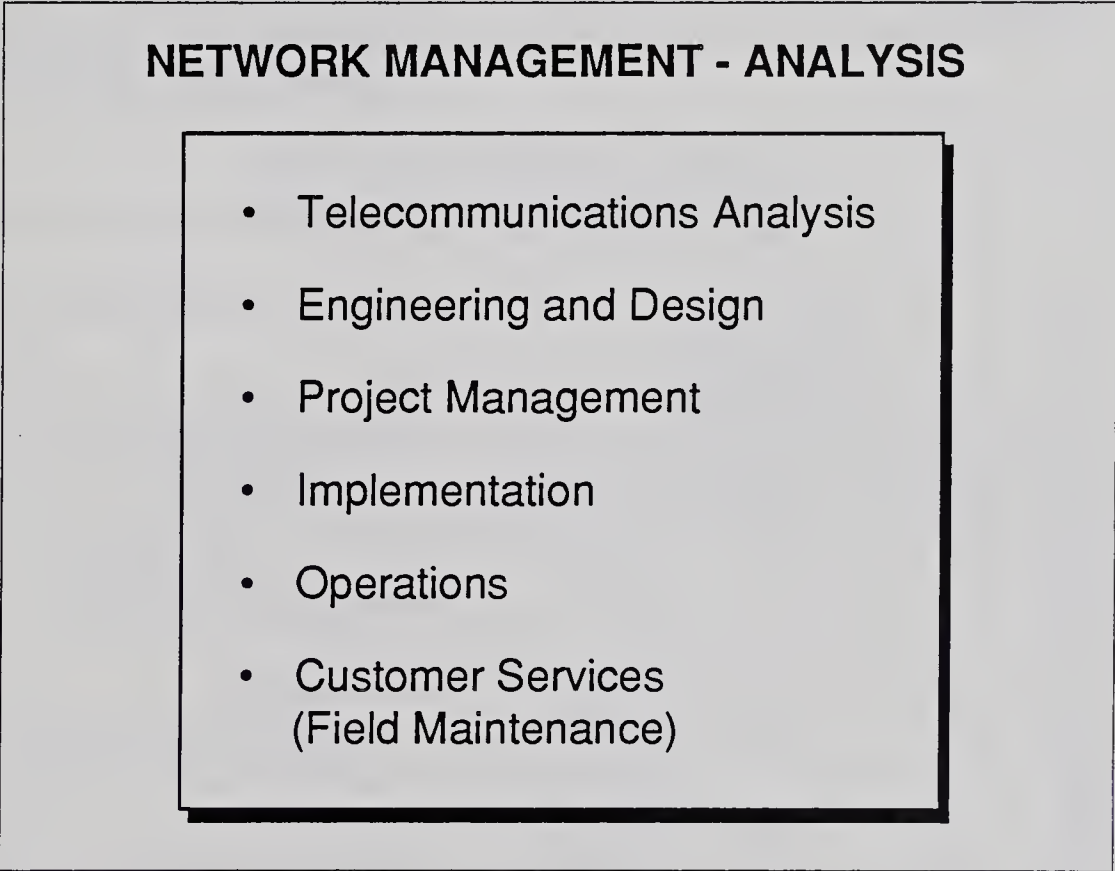 NETWORK MANAGEMENT - ANALYSIS
• Telecommunications Analysis
• Engineering and Design
• Project Management
• Implementation
• Operations
• Customer Services
(Field Maintenance)